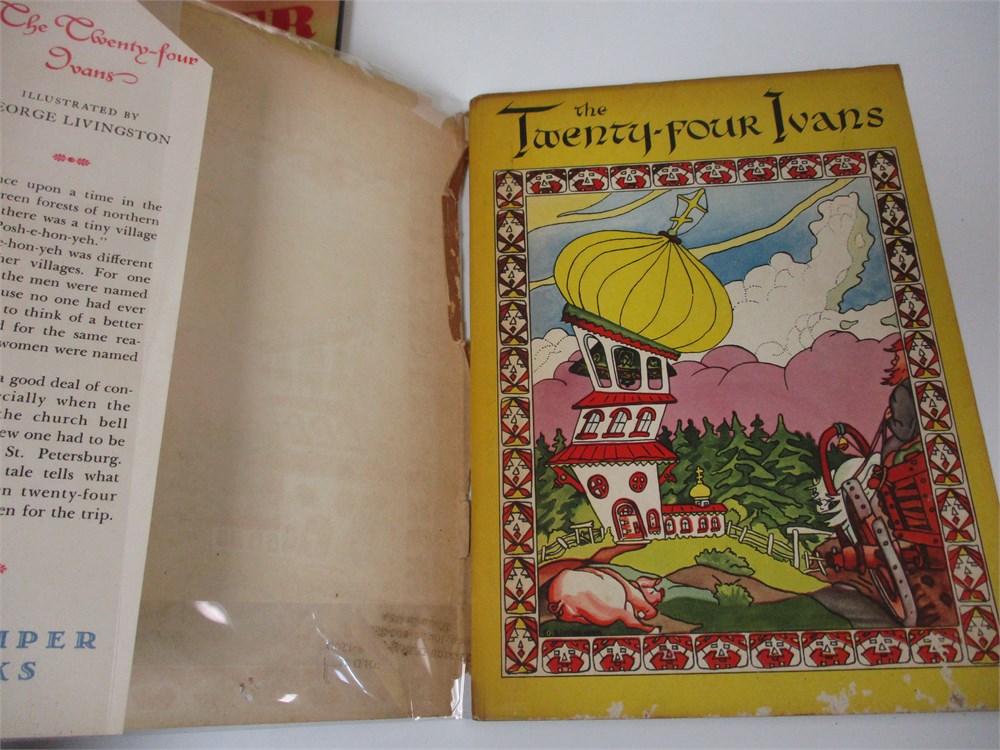 The Twenty-four
Ivans
ILLUSTRATED BY
EORGE LIVINGSTON
nce upon a time in the
reen forests of northern
there was a tiny village
Posh-e-hon-yeh."
e-hon-yeh was different
her villages. For one
the men were named
use no one had ever
to think of a better
d for the same rea-
women were named
a good deal of con-
cially when the
the church bell
ew one had to be
St. Petersburg.
tale tells what
n twenty-four
en for the trip.
IPER
KS
ER
the
Twenty-four Ivans